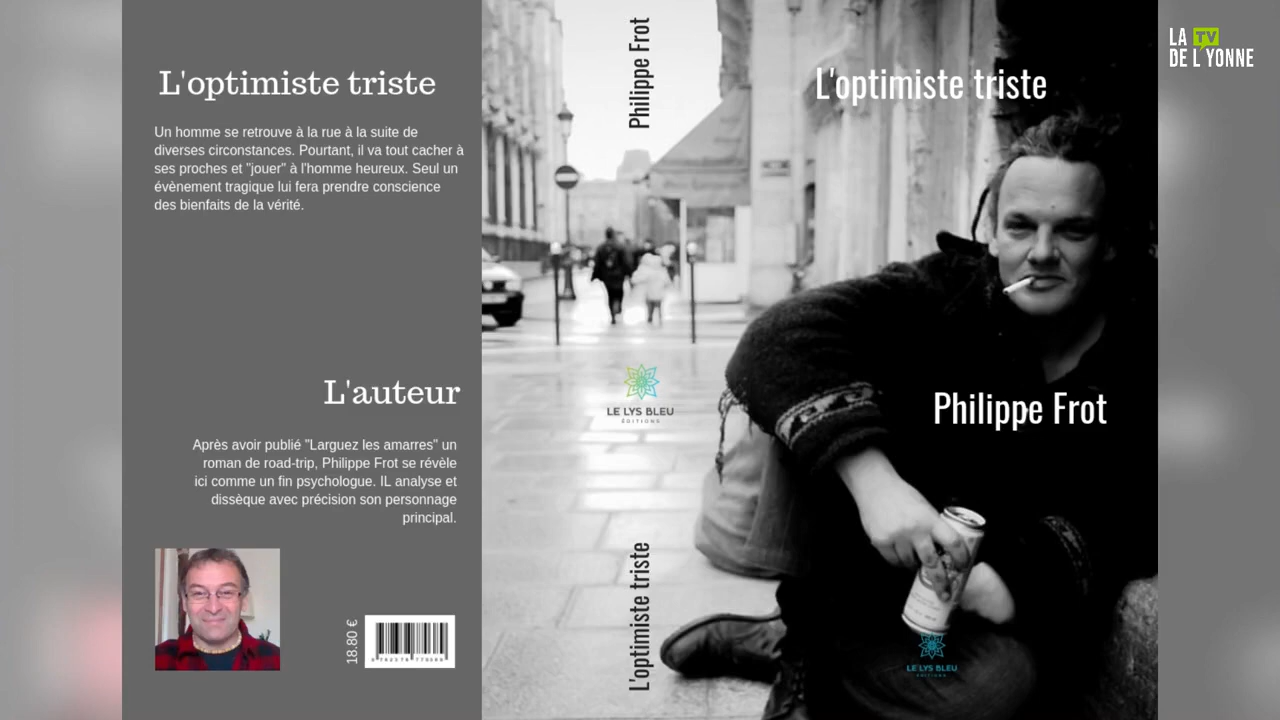 L'optimiste triste
Un homme se retrouve à la rue à la suite de
diverses circonstances. Pourtant, il va tout cacher à
ses proches et "jouer" à l'homme heureux. Seul un
évènement tragique lui fera prendre conscience
des bienfaits de la vérité.
L'auteur
Après avoir publié "Larguez les amarres" un
roman de road-trip, Philippe Frot se révèle
ici comme un fin psychologue. IL analyse et
dissèque avec précision son personnage
principal.
18.80 €
Philippe Frot
LE LYS BLEU
ÉDITIONS
L'optimiste triste
L'optimiste triste
Philippe Frot
LE LYS BLEU
ÉDITIONS
LA TV
DE L'YONNE